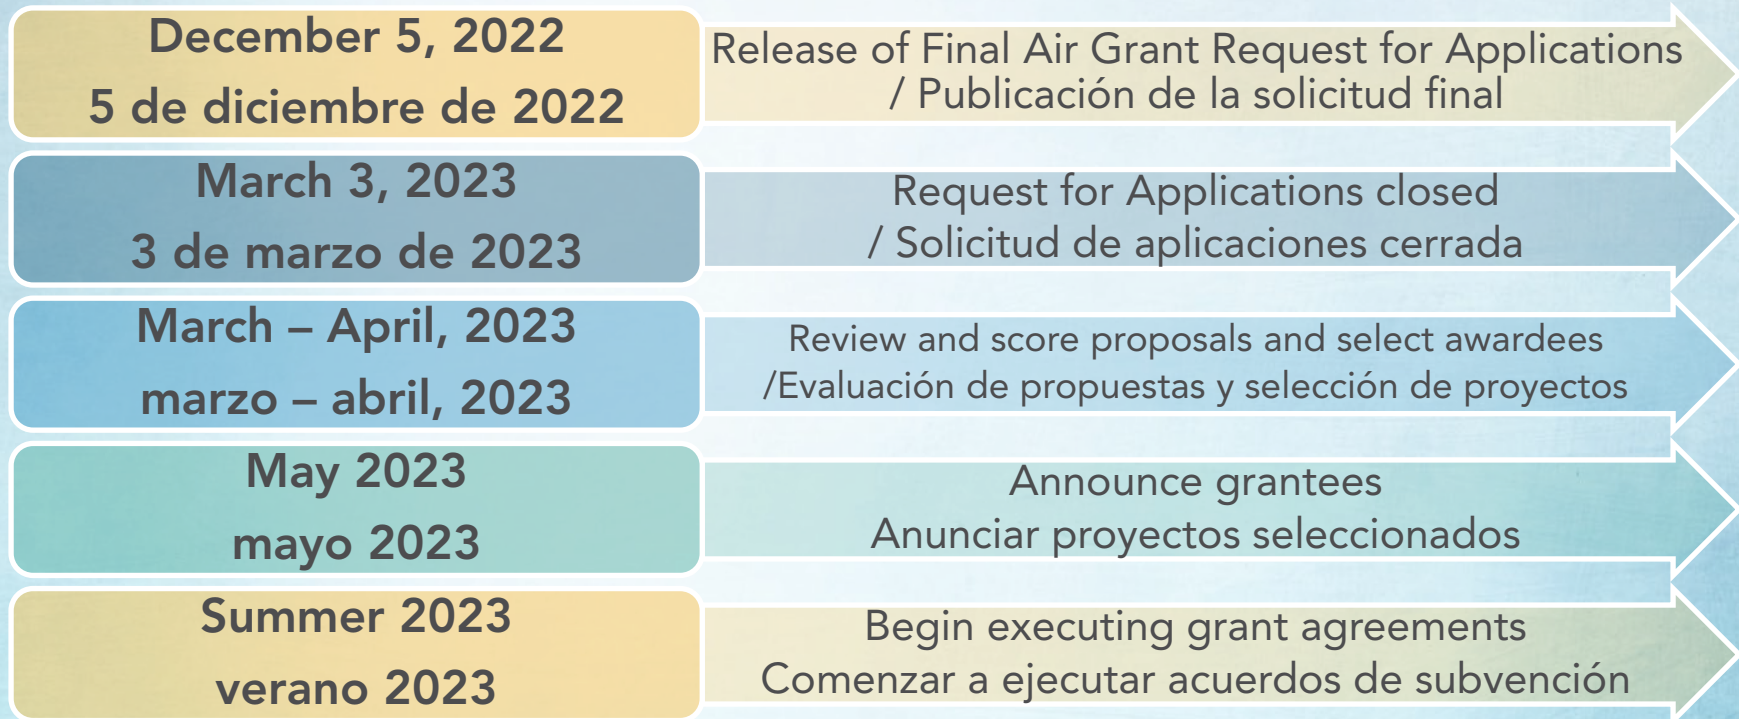 December 5, 2022
5 de diciembre de 2022
Release of Final Air Grant Request for Applications
/ Publicación de la solicitud final
March 3, 2023
3 de marzo de 2023
Request for Applications closed
/ Solicitud de aplicaciones cerrada
March – April, 2023
marzo – abril, 2023
Review and score proposals and select awardees
/Evaluación de propuestas y selección de proyectos
May 2023
mayo 2023
Announce grantees
Anunciar proyectos seleccionados
Summer 2023
verano 2023
Begin executing grant agreements
Comenzar a ejecutar acuerdos de subvención